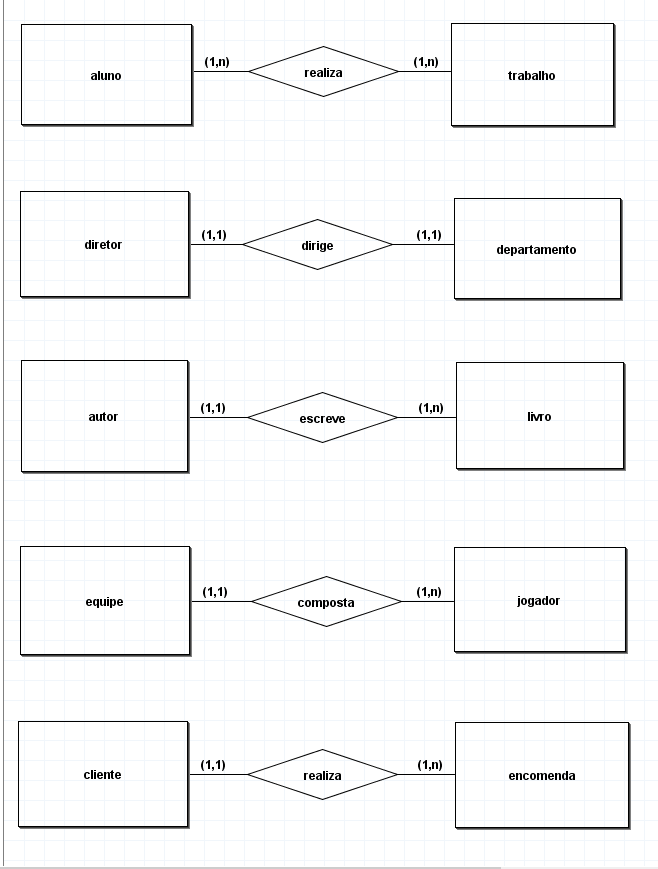 aluno (1,n) realiza (1,n) trabalho
diretor (1,1) dirige (1,1) departamento
autor (1,1) escreve (1,n) livro
equipe (1,1) composta (1,n) jogador
cliente (1,1) realiza (1,n) encomenda